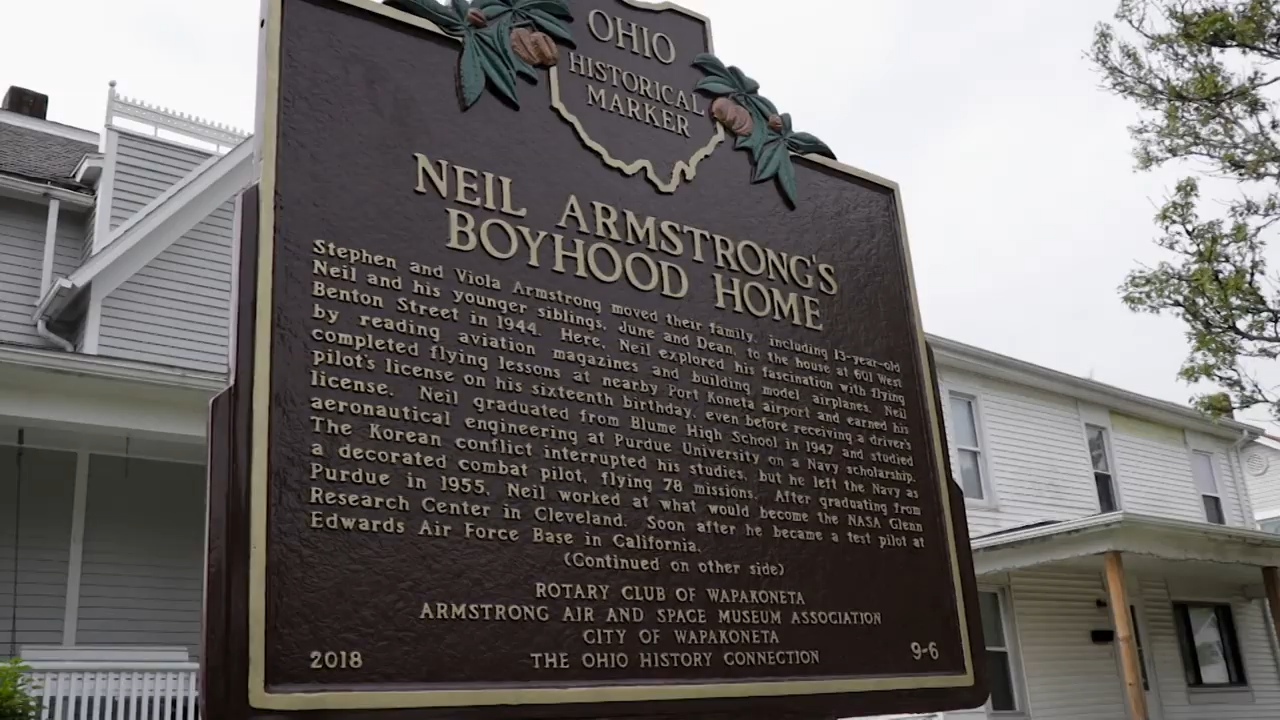 OHIO
HISTORICAL
MARKER
NEIL ARMSTRONG'S
BOYHOOD HOME
Stephen and Viola Armstrong moved their family, including 13-year-old
Neil and his younger siblings, June and Dean, to the house at 601 West
Benton Street in 1944. Here, Neil explored his fascination with flying
by reading aviation magazines and building model airplanes. Neil
completed flying lessons at nearby Port Koneta airport and earned his
pilot's license on his sixteenth birthday, even before receiving a driver's
license. Neil graduated from Blume High School in 1947 and studied
aeronautical engineering at Purdue University on a Navy scholarship.
The Korean conflict interrupted his studies, but he left the Navy as
a decorated combat pilot, flying 78 missions. After graduating from
Purdue in 1955, Neil worked at what would become the NASA Glenn
Research Center in Cleveland. Soon after he became a test pilot at
Edwards Air Force Base in California.
(Continued on other side)
ROTARY CLUB OF WAPAKONETA
ARMSTRONG AIR AND SPACE MUSEUM ASSOCIATION
CITY OF WAPAKONETA
THE OHIO HISTORY CONNECTION
2018
9-6